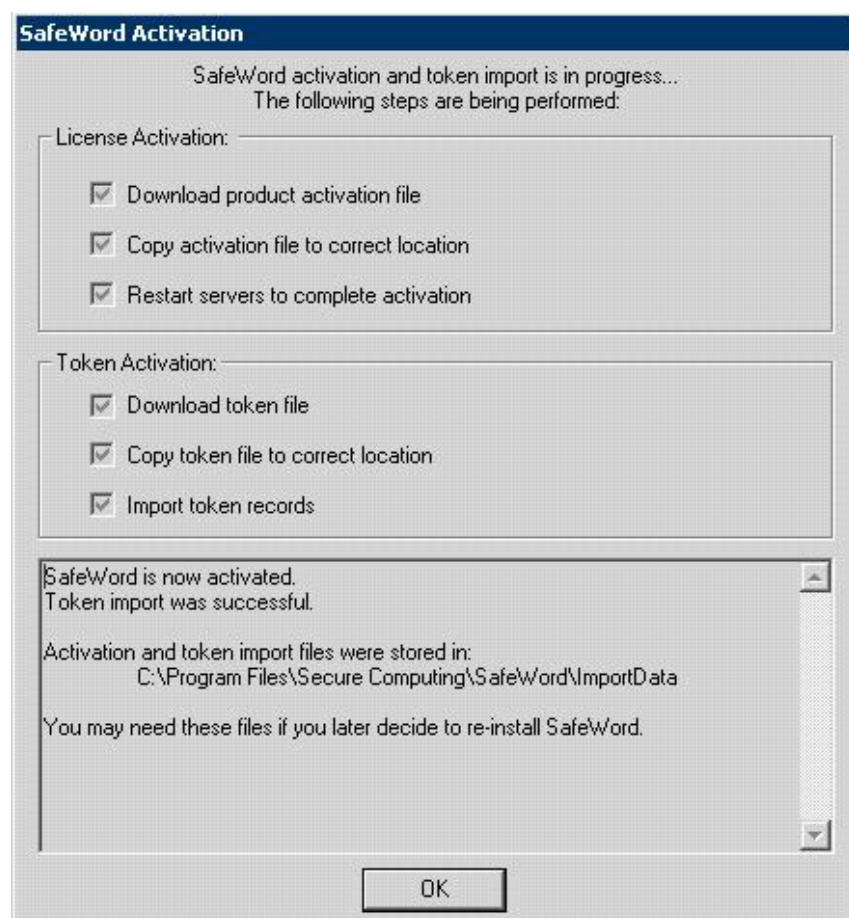 SafeWord Activation
SafeWord activation and token import is in progress...
The following steps are being performed:
License Activation:
Download product activation file
Copy activation file to correct location
Restart servers to complete activation
Token Activation:
Download token file
Copy token file to correct location
Import token records
SafeWord is now activated.
Token import was successful.
Activation and token import files were stored in:
C:\Program Files\Secure Computing\SafeWord\ImportData
You may need these files if you later decide to re-install SafeWord.
OK